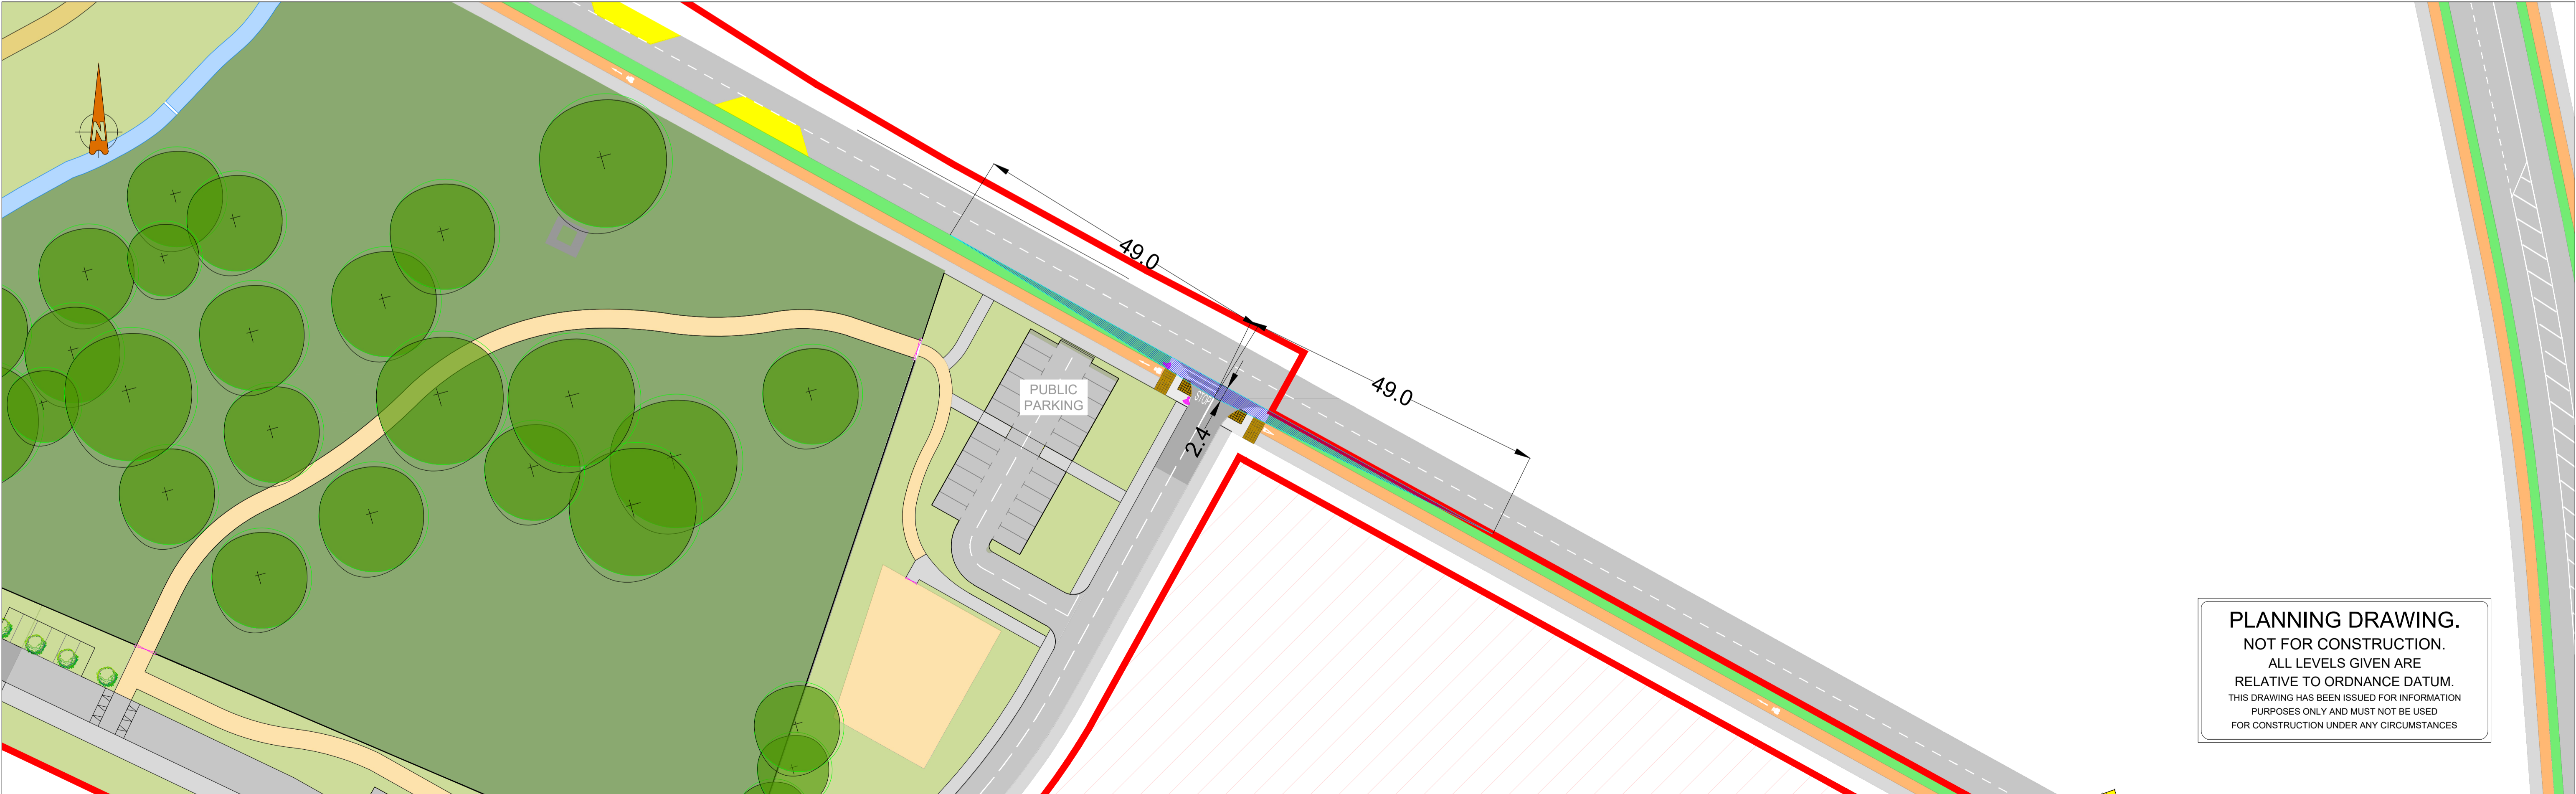 N
49.0
49.0
PUBLIC
PARKING
STOP
2.4
PLANNING DRAWING.
NOT FOR CONSTRUCTION.
ALL LEVELS GIVEN ARE
RELATIVE TO ORDNANCE DATUM.
THIS DRAWING HAS BEEN ISSUED FOR INFORMATION
PURPOSES ONLY AND MUST NOT BE USED
FOR CONSTRUCTION UNDER ANY CIRCUMSTANCES